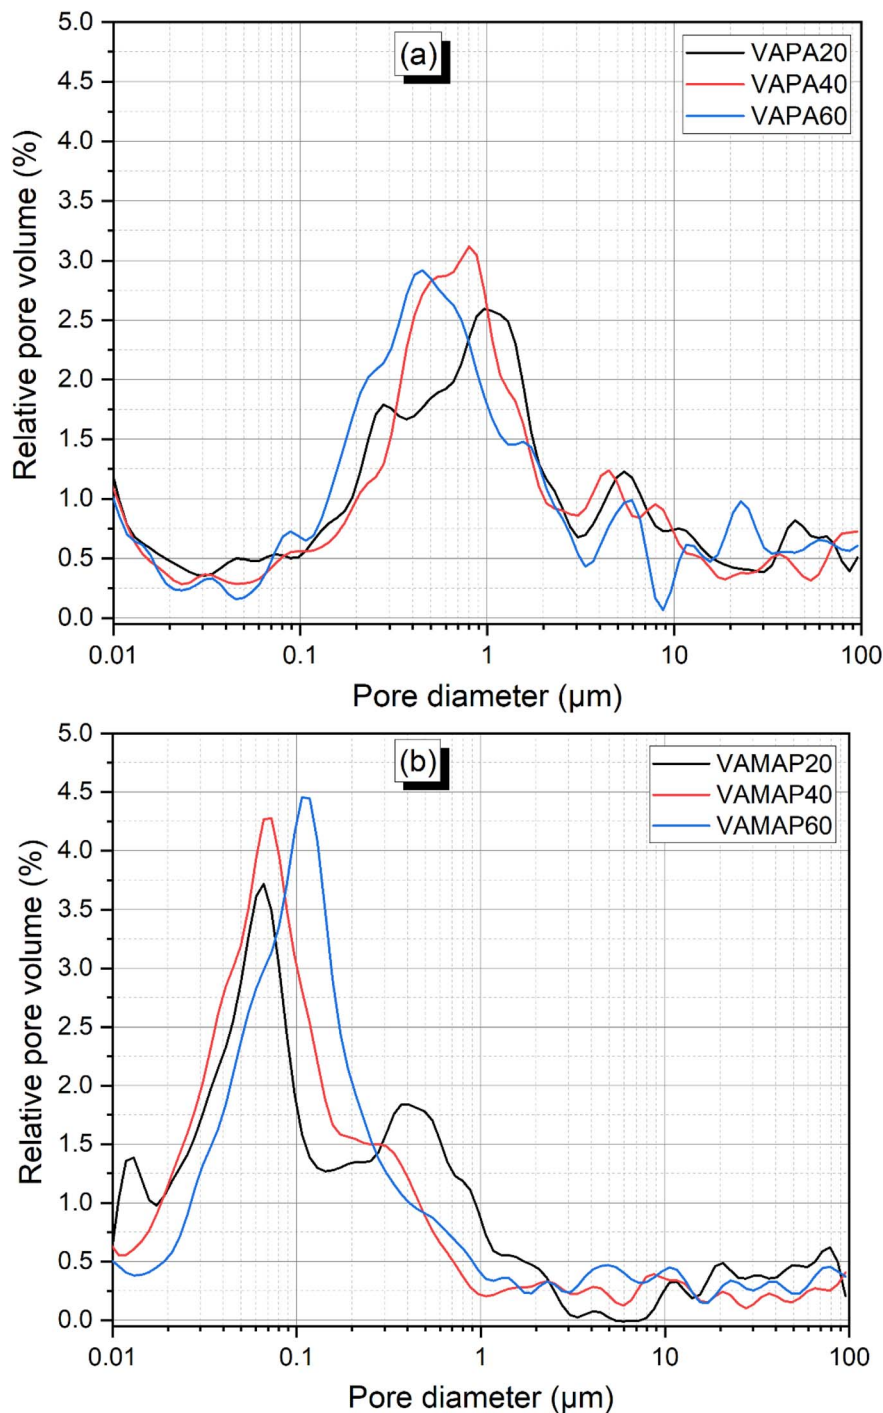 (a)
VAPA20
VAPA40
VAPA60
5.0
4.5
4.0
3.5
3.0
2.5
2.0
1.5
1.0
0.5
0.0
Relative pore volume (%)
0.01 0.1 1 10 100
Pore diameter (µm)
(b)
VAMAP20
VAMAP40
VAMAP60
5.0
4.5
4.0
3.5
3.0
2.5
2.0
1.5
1.0
0.5
0.0
Relative pore volume (%)
0.01 0.1 1 10 100
Pore diameter (µm)